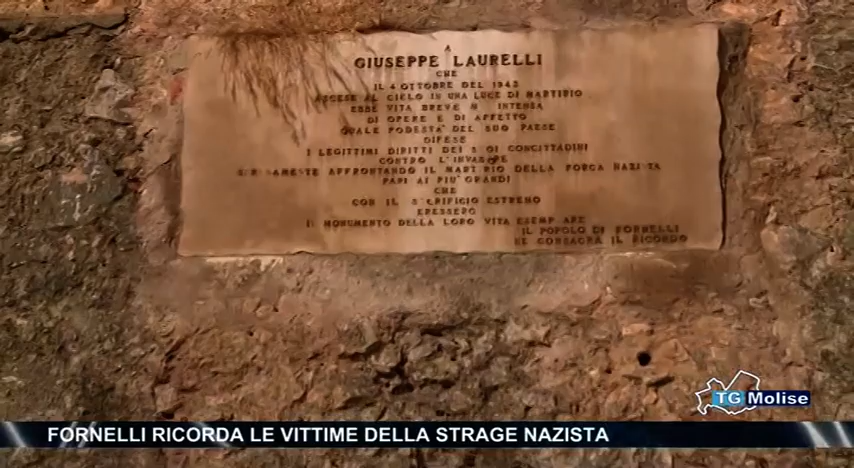 A
GIUSEPPE LAURELLI
CHE
IL 4 OTTOBRE DEL 1943
ASCESE AL CIELO IN UNA LUCE DI MARTIRIO
EBBE VITA BREVE INTENSA
DI OPERE E DI AFFETTO
QUALE PODESTA' DEL SUO PAESE
DIFESE
I LEGITTIMI DIRITTI DEI SUOI CONCITTADINI
CONTRO L'INVASORE
AFFRONTANDO IL MARTIRIO DELLA FORCA NAZISTA
PARI AI PIU' GRANDI
CHE
CON IL SACRIFICIO ESTREMO
ERESSERO
IL MONUMENTO DELLA LORO VITA ESEMPLARE
IL POPOLO DI FORNELLI
NE CONSACRA IL RICORDO
TG Molise
FORNELLI RICORDA LE VITTIME DELLA STRAGE NAZISTA